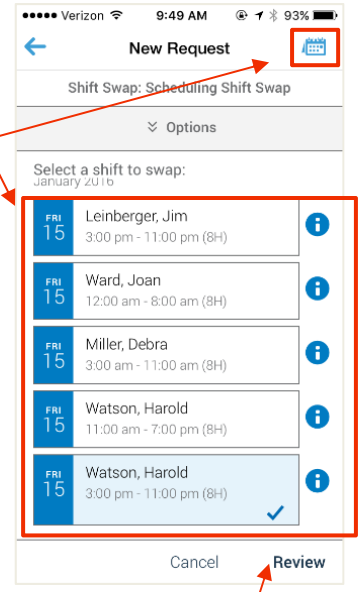 Verizon 9:49 AM 93%
New Request
Shift Swap: Scheduling Shift Swap
Options
Select a shift to swap:
January 2016
FRI Leinberger, Jim
15 3:00 pm - 11:00 pm (8H)
FRI Ward, Joan
15 12:00 am - 8:00 am (8H)
FRI Miller, Debra
15 3:00 am - 11:00 am (8H)
FRI Watson, Harold
15 11:00 am - 7:00 pm (8H)
FRI Watson, Harold
15 3:00 pm - 11:00 pm (8H)
Cancel Review